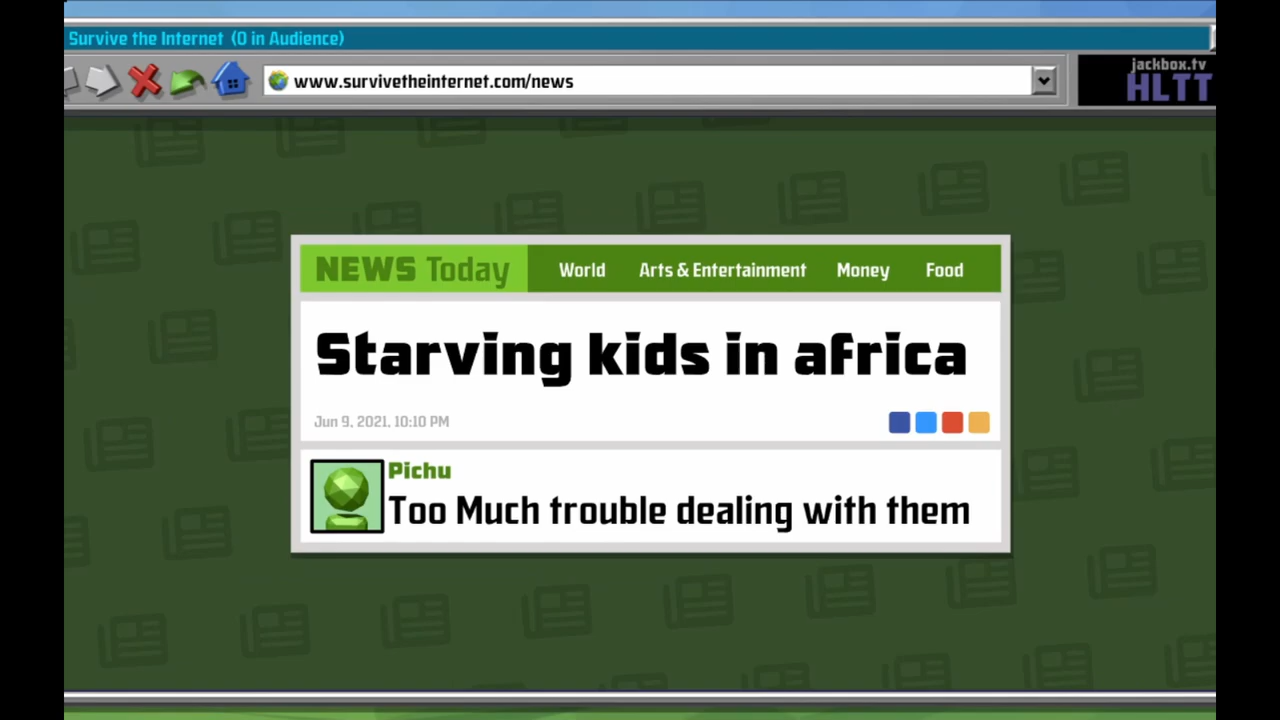 Survive the Internet (0 in Audience)
www.survivetheinternet.com/news
jackbox.tv
HLTT
NEWS Today World Arts & Entertainment Money Food
Starving kids in africa
Jun 9, 2021, 10:10 PM
Pichu
Too Much trouble dealing with them